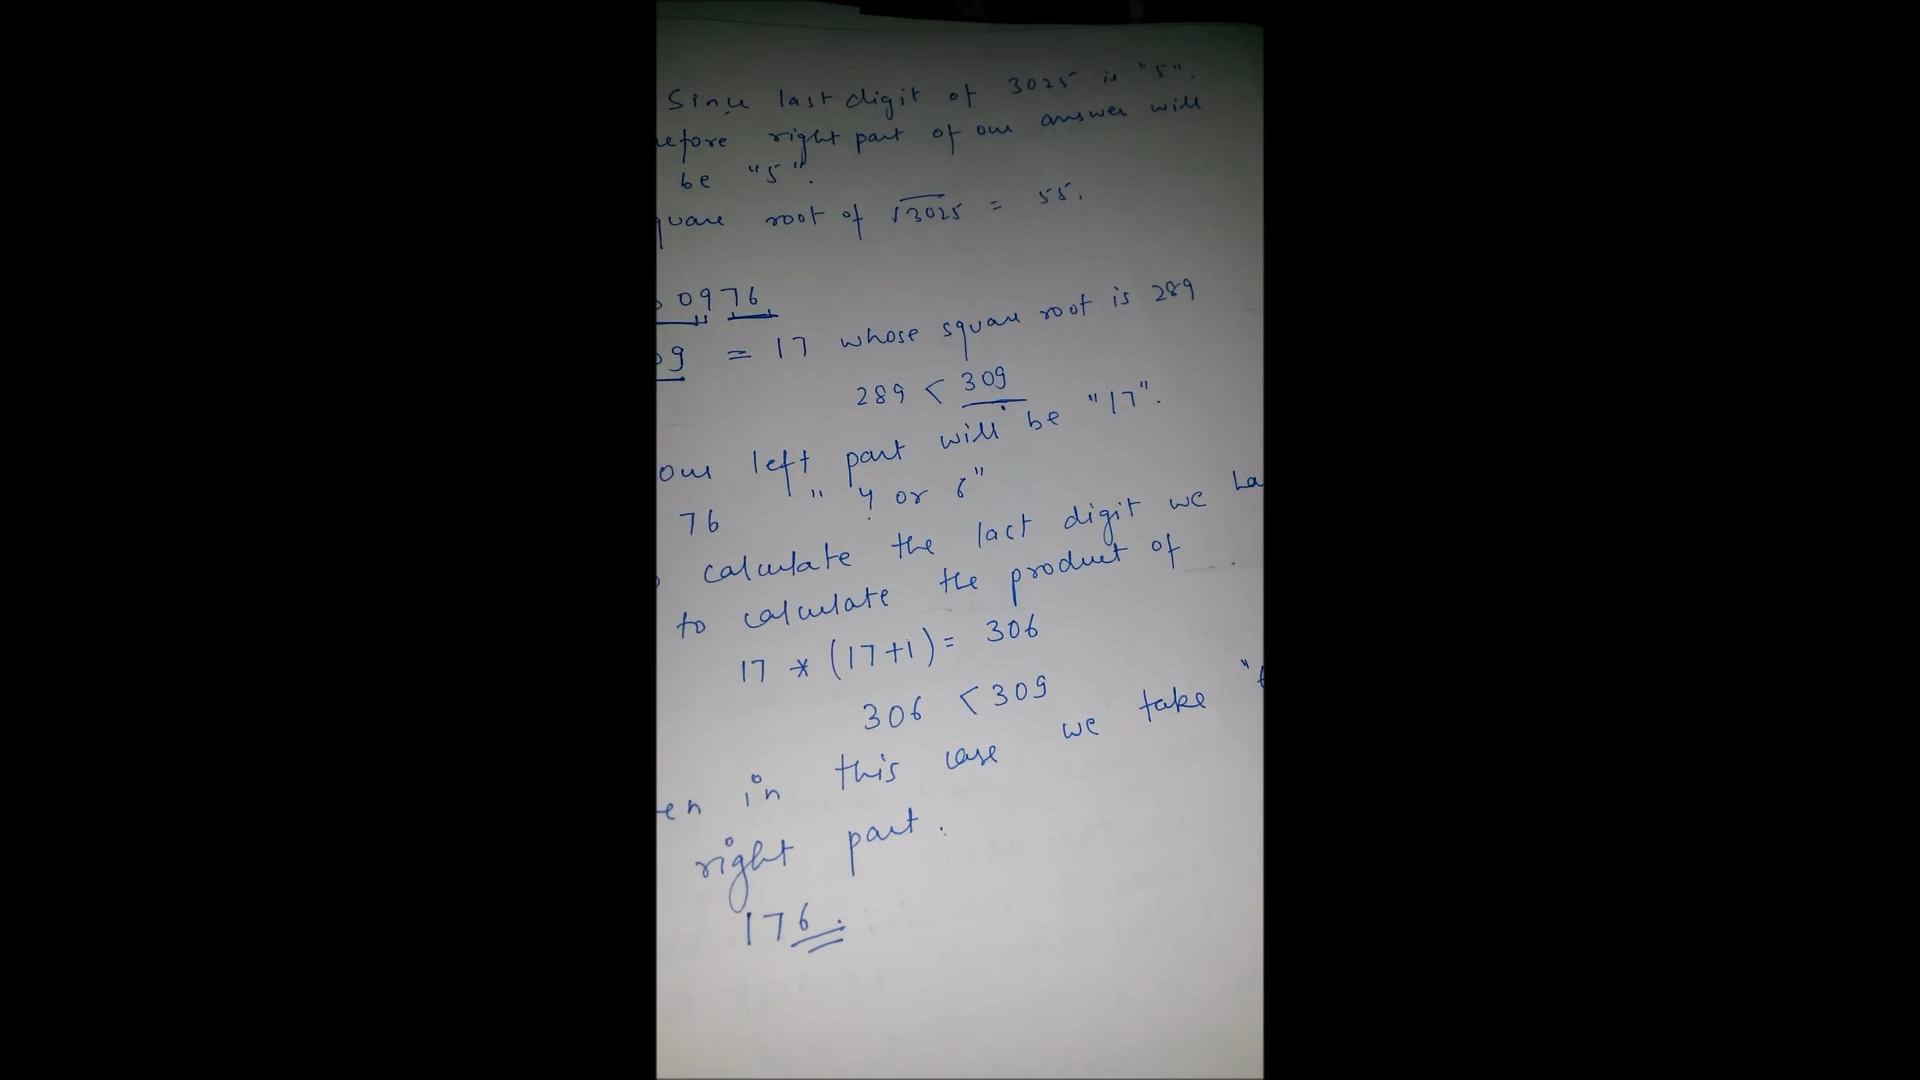 Since last digit of 3025 is "5".
refore right part of our answer will
be "5".
quare root of √3025 = 55.
0976
9 = 17 whose square root is 289
289 < 309
our left part will be "17".
76 " 4 or 6"
calculate the last digit we ha
to calculate the product of
17 * (17+1) = 306
306 < 309
en in this case we take "
right part.
176.